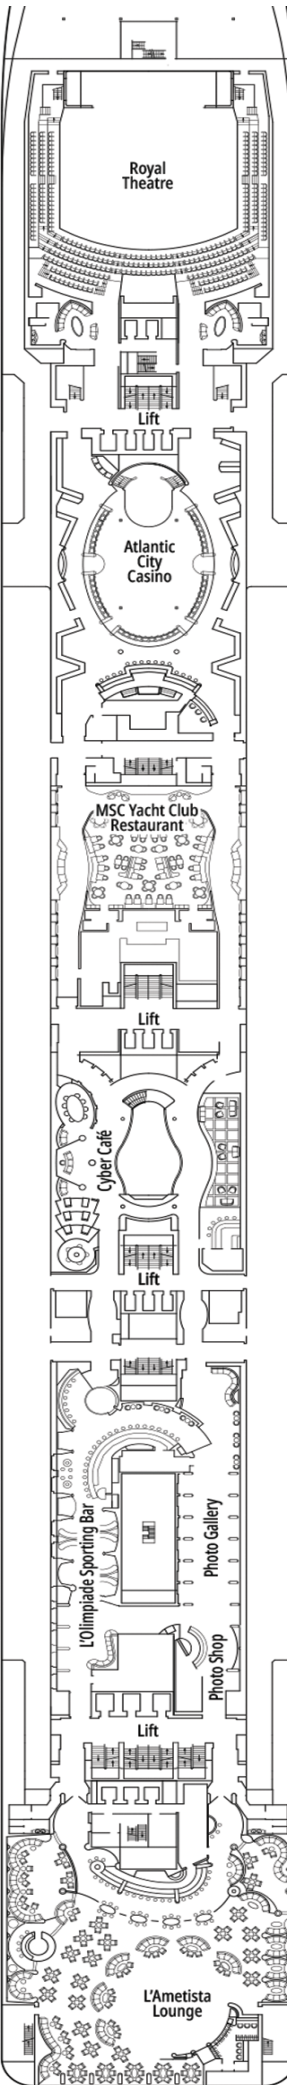 Royal
Theatre
Lift
Atlantic
City
Casino
MSC Yacht Club
Restaurant
Lift
Cyber Café
Lift
L'Olimpiade Sporting Bar
Photo Gallery
Photo Shop
Lift
L'Ametista
Lounge